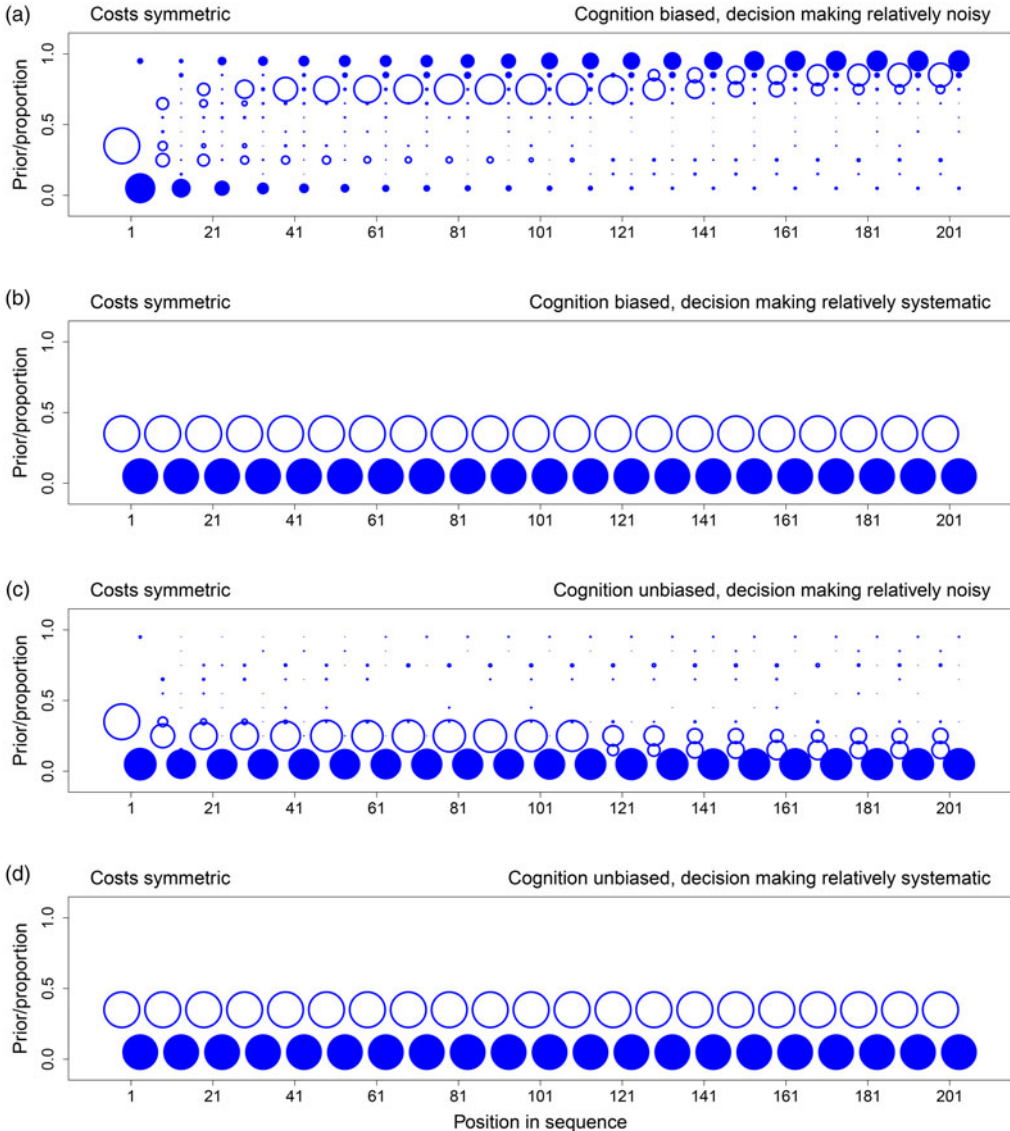 (a)
Costs symmetric Cognition biased, decision making relatively noisy
Prior/proportion
1.0
0.5
0.0
1 21 41 61 81 101 121 141 161 181 201
(b)
Costs symmetric Cognition biased, decision making relatively systematic
Prior/proportion
1.0
0.5
0.0
1 21 41 61 81 101 121 141 161 181 201
(c)
Costs symmetric Cognition unbiased, decision making relatively noisy
Prior/proportion
1.0
0.5
0.0
1 21 41 61 81 101 121 141 161 181 201
(d)
Costs symmetric Cognition unbiased, decision making relatively systematic
Prior/proportion
1.0
0.5
0.0
1 21 41 61 81 101 121 141 161 181 201
Position in sequence